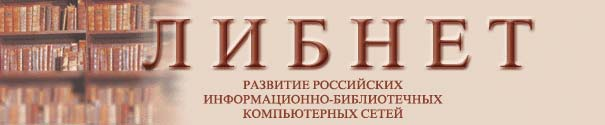 ЛИБНЕТ
РАЗВИТИЕ РОССИЙСКИХ
ИНФОРМАЦИОННО-БИБЛИОТЕЧНЫХ
КОМПЬЮТЕРНЫХ СЕТЕЙ